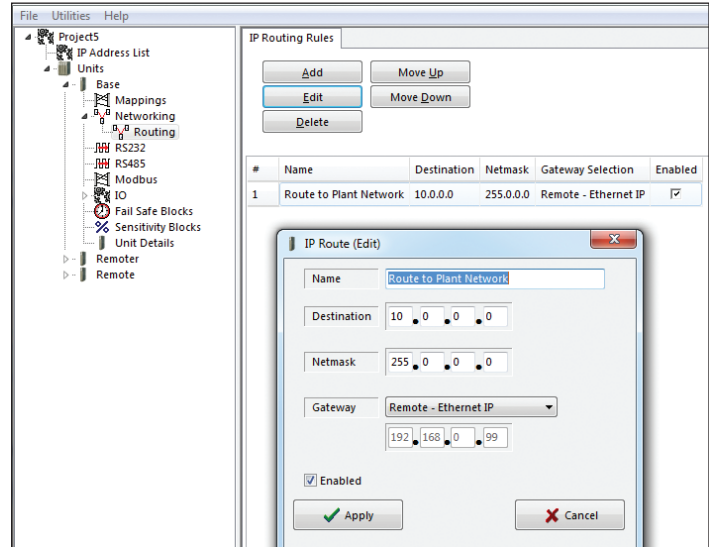 File Utilities Help
Project5
IP Address List
Units
Base
Mappings
Networking
Routing
RS232
RS485
Modbus
IO
Fail Safe Blocks
Sensitivity Blocks
Unit Details
Remoter
Remote
IP Routing Rules
Add Move Up
Edit Move Down
Delete
# Name Destination Netmask Gateway Selection Enabled
1 Route to Plant Network 10.0.0.0 255.0.0.0 Remote - Ethernet IP
IP Route (Edit)
Name Route to Plant Network
Destination 10 . 0 . 0 . 0
Netmask 255 . 0 . 0 . 0
Gateway Remote - Ethernet IP
192 . 168 . 0 . 99
Enabled
Apply Cancel